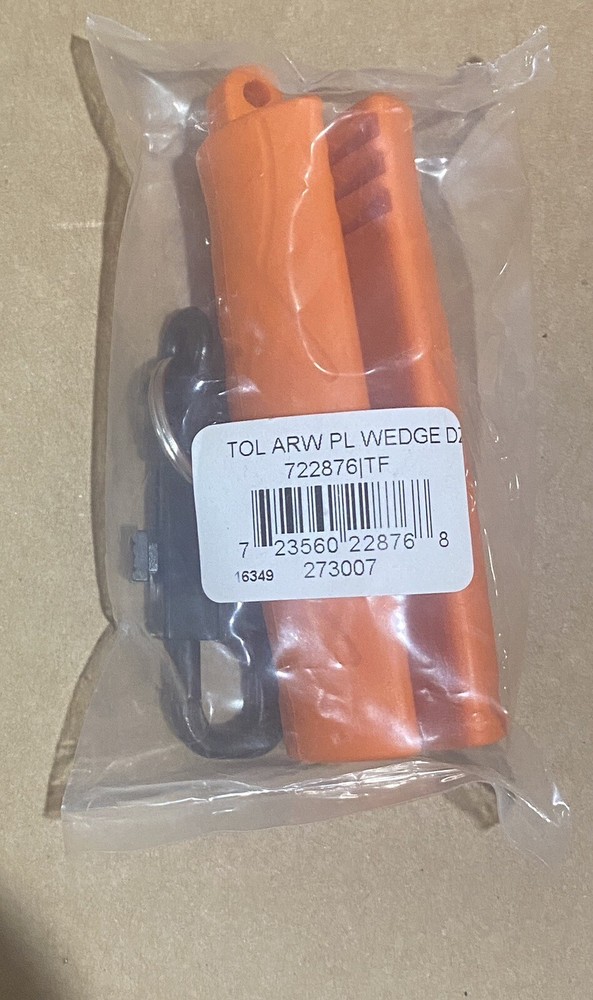 TOL ARW PL WEDGE DZ
722876|TF
7 23560 22876 8
16349 273007